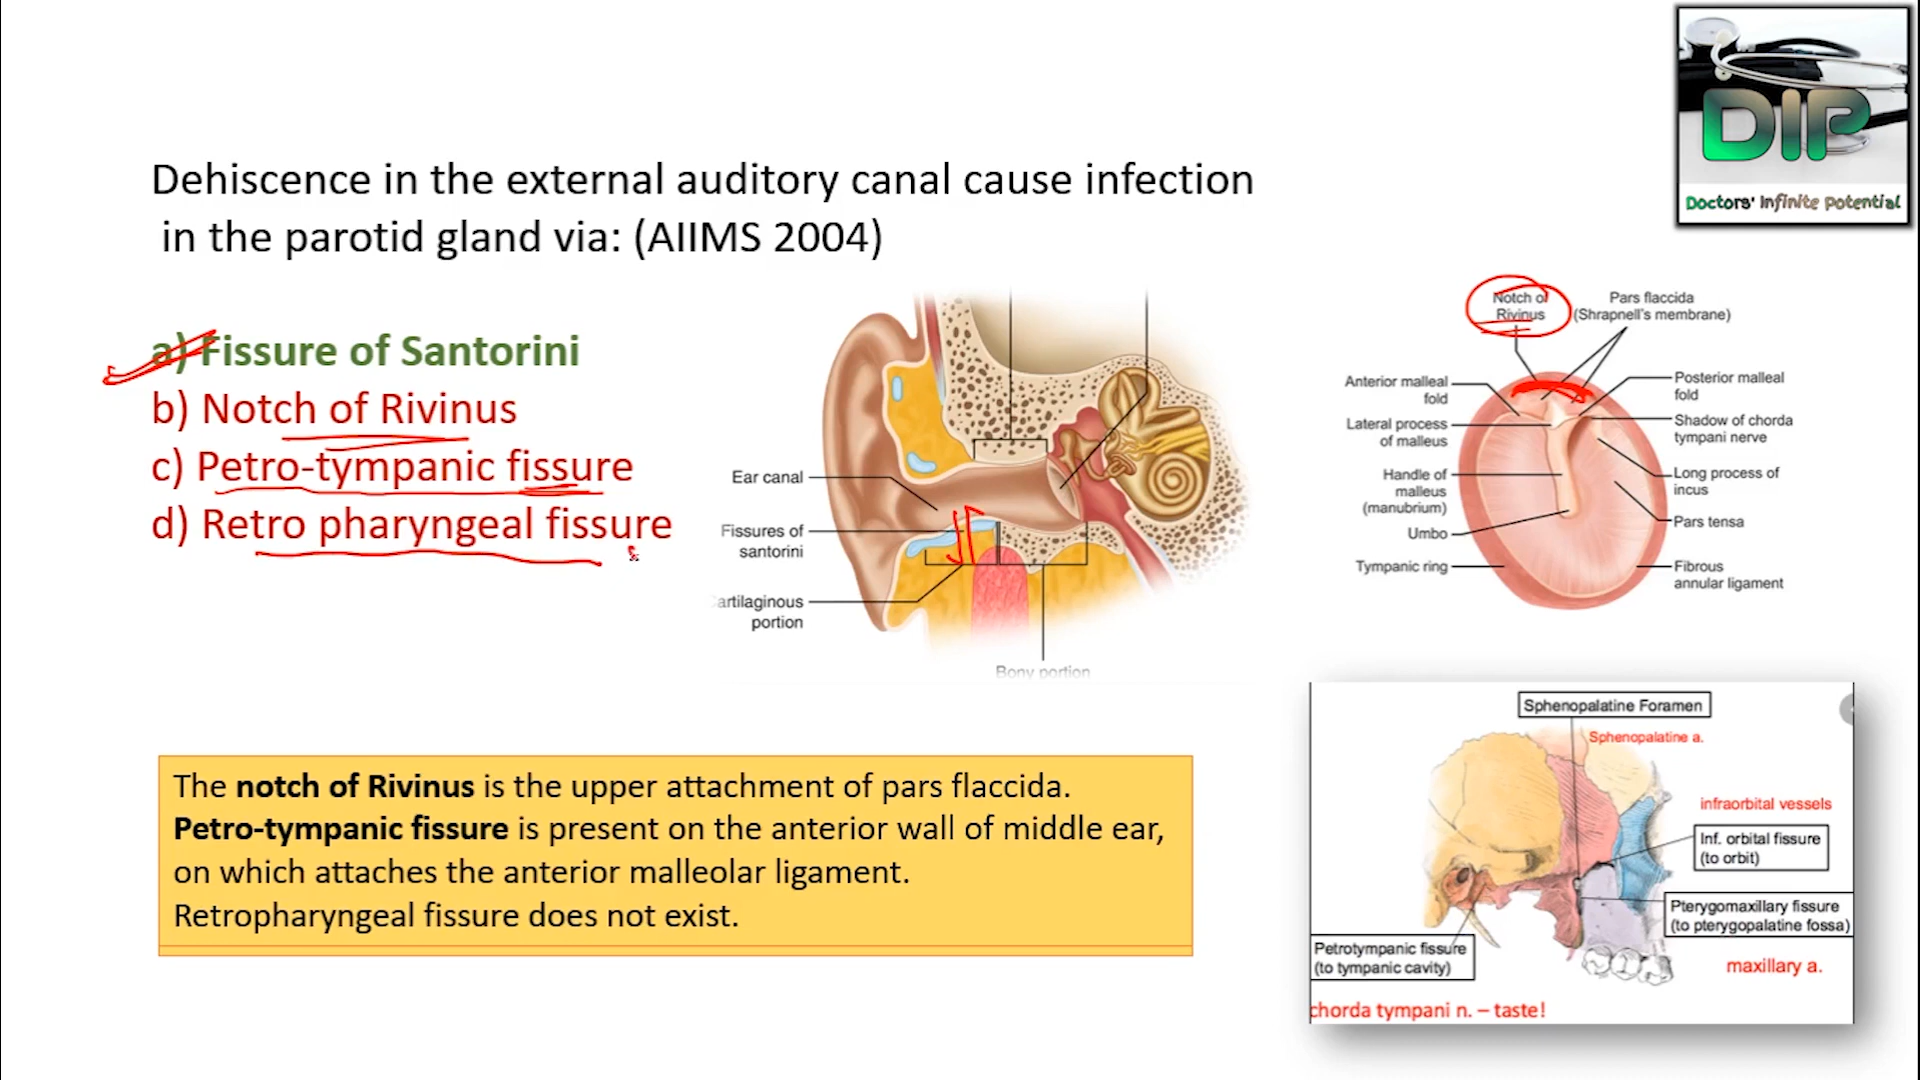 DIP
Doctors' Infinite Potential
Dehiscence in the external auditory canal cause infection
in the parotid gland via: (AIIMS 2004)
a) Fissure of Santorini
b) Notch of Rivinus
c) Petro-tympanic fissure
d) Retro pharyngeal fissure
Ear canal
Fissures of
santorini
artilaginous
portion
Bony portion
Notch of
Rivinus
Pars flaccida
(Shrapnell's membrane)
Anterior malleal
fold
Lateral process
of malleus
Handle of
malleus
(manubrium)
Umbo
Tympanic ring
Posterior malleal
fold
Shadow of chorda
tympani nerve
Long process of
incus
Pars tensa
Fibrous
annular ligament
The notch of Rivinus is the upper attachment of pars flaccida.
Petro-tympanic fissure is present on the anterior wall of middle ear,
on which attaches the anterior malleolar ligament.
Retropharyngeal fissure does not exist.
Sphenopalatine Foramen
Sphenopalatine a.
infraorbital vessels
Inf. orbital fissure
(to orbit)
Pterygomaxillary fissure
(to pterygopalatine fossa)
maxillary a.
Petrotympanic fissure
(to tympanic cavity)
chorda tympani n. – taste!